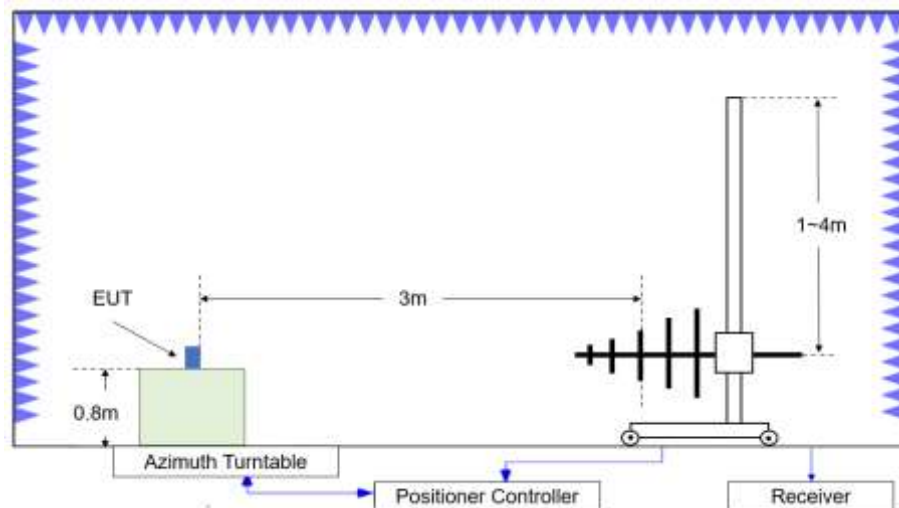 1~4m
EUT
3m
0.8m
Azimuth Turntable
Positioner Controller
Receiver